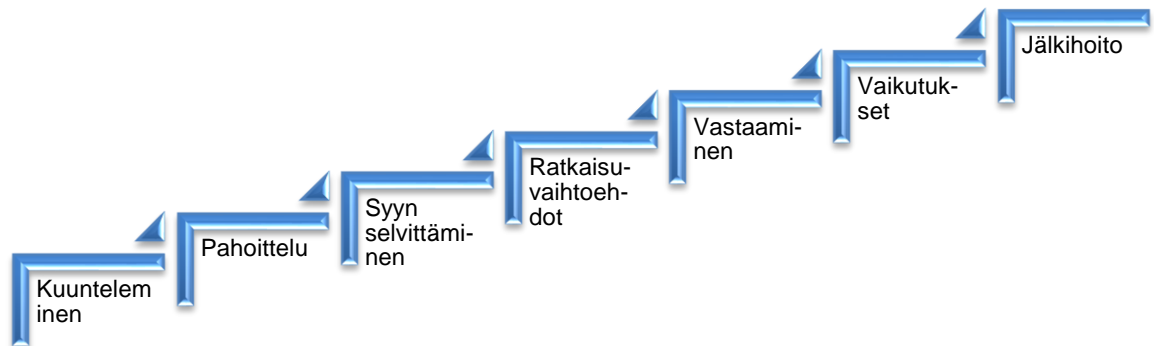 Kuuntelem
inen
Pahoittelu
Syyn
selvittämi-
nen
Ratkaisu-
vaihtoeh-
dot
Vastaami-
nen
Vaikutuk-
set
Jälkihoito